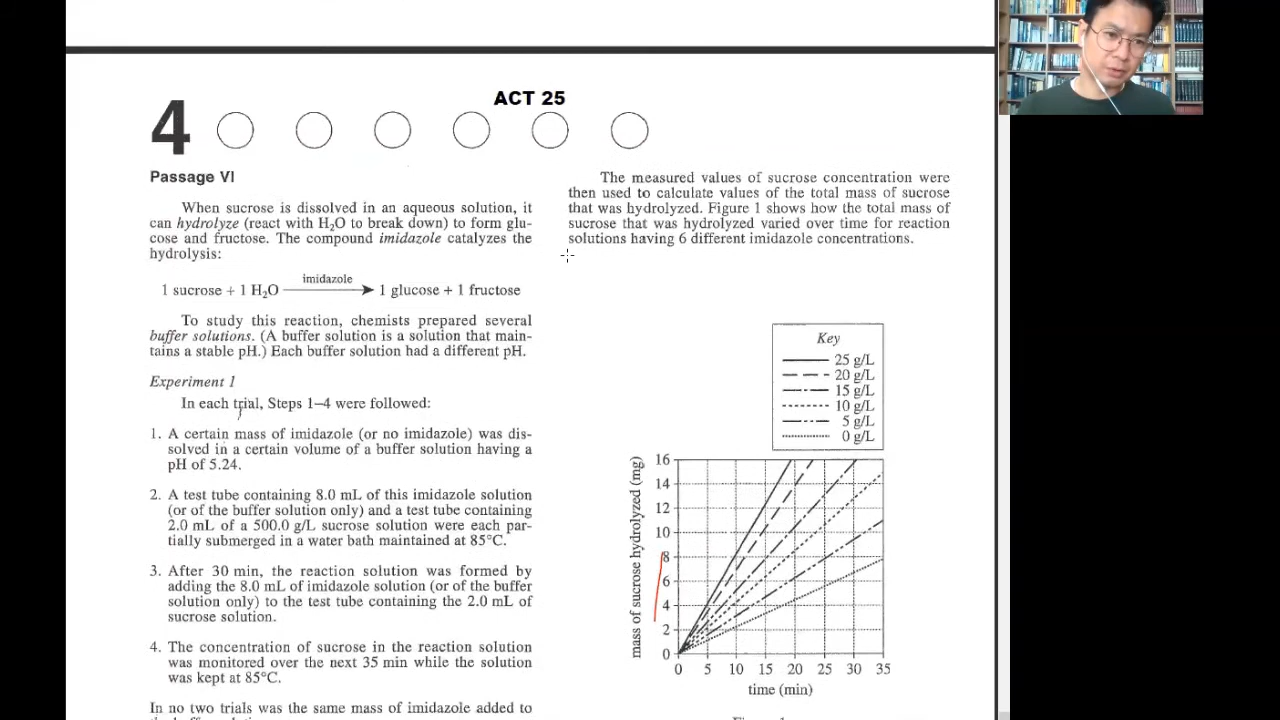 ACT 25
4
Passage VI
When sucrose is dissolved in an aqueous solution, it
can hydrolyze (react with H₂O to break down) to form glu-
cose and fructose. The compound imidazole catalyzes the
hydrolysis:
imidazole
1 sucrose + 1 H₂O → 1 glucose + 1 fructose
To study this reaction, chemists prepared several
buffer solutions. (A buffer solution is a solution that main-
tains a stable pH.) Each buffer solution had a different pH.
Experiment 1
In each trial, Steps 1–4 were followed:
1. A certain mass of imidazole (or no imidazole) was dis-
solved in a certain volume of a buffer solution having a
pH of 5.24.
2. A test tube containing 8.0 mL of this imidazole solution
(or of the buffer solution only) and a test tube containing
2.0 mL of a 500.0 g/L sucrose solution were each par-
tially submerged in a water bath maintained at 85°C.
3. After 30 min, the reaction solution was formed by
adding the 8.0 mL of imidazole solution (or of the buffer
solution only) to the test tube containing the 2.0 mL of
sucrose solution.
4. The concentration of sucrose in the reaction solution
was monitored over the next 35 min while the solution
was kept at 85°C.
In no two trials was the same mass of imidazole added to
The measured values of sucrose concentration were
then used to calculate values of the total mass of sucrose
that was hydrolyzed. Figure 1 shows how the total mass of
sucrose that was hydrolyzed varied over time for reaction
solutions having 6 different imidazole concentrations.
Key
25 g/L
20 g/L
15 g/L
10 g/L
5 g/L
0 g/L
mass of sucrose hydrolyzed (mg)
16
14
12
10
8
6
4
2
0
0 5 10 15 20 25 30 35
time (min)